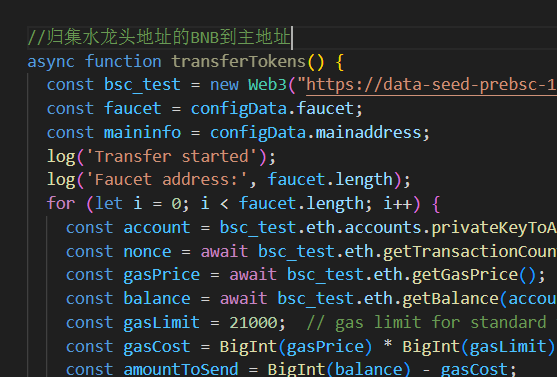 //归集水龙头地址的BNB到主地址
async function transferTokens() {
const bsc_test = new Web3("https://data-seed-prebsc-1
const faucet = configData.faucet;
const maininfo = configData.mainaddress;
log('Transfer started');
log('Faucet address:', faucet.length);
for (let i = 0; i < faucet.length; i++) {
const account = bsc_test.eth.accounts.privateKeyToA
const nonce = await bsc_test.eth.getTransactionCoun
const gasPrice = await bsc_test.eth.getGasPrice();
const balance = await bsc_test.eth.getBalance(accou
const gasLimit = 21000;  // gas limit for standard
const gasCost = BigInt(gasPrice) * BigInt(gasLimit)
const amountToSend = BigInt(balance) - gasCost;